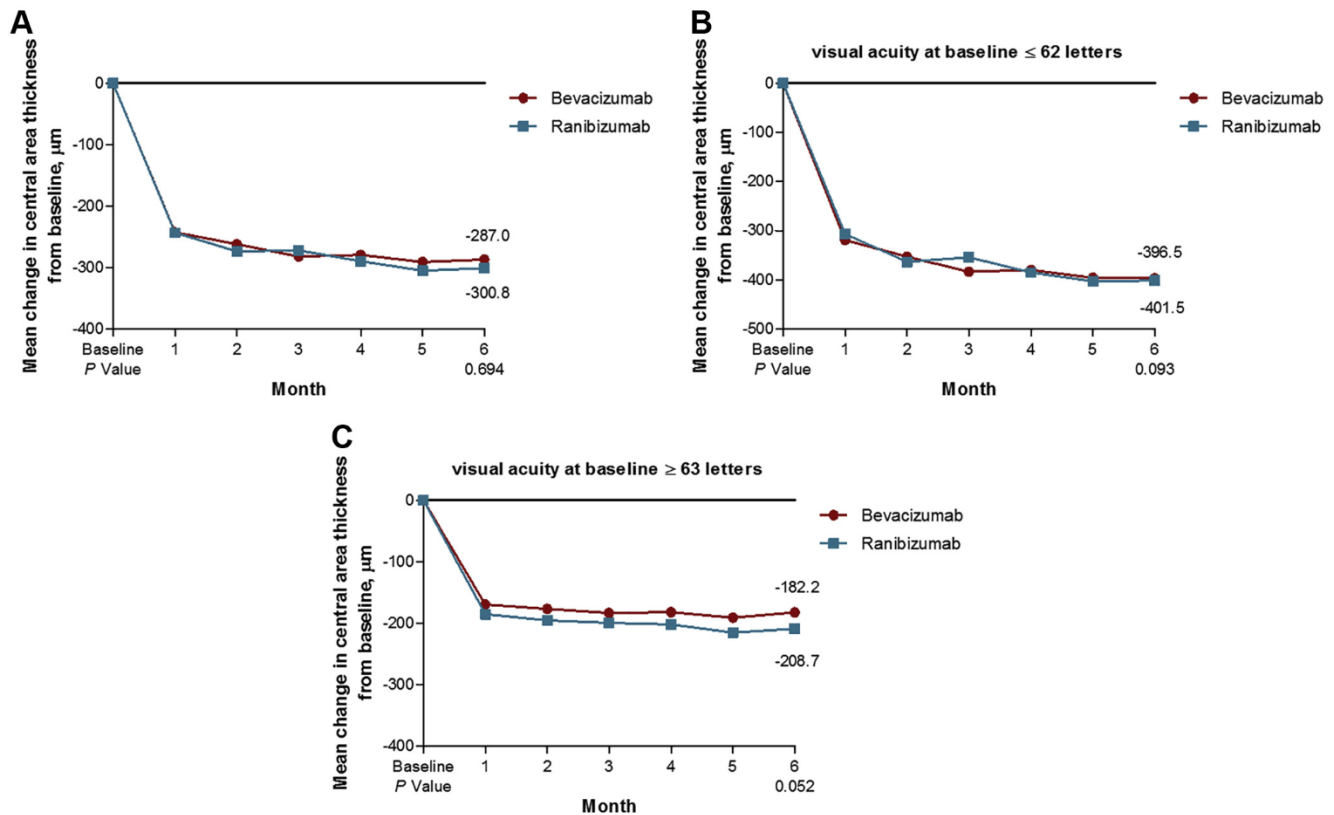 A
Mean change in central area thickness
from baseline, μm
0
-100
-200
-300
-400
Bevacizumab
Ranibizumab
-287.0
-300.8
Baseline 1 2 3 4 5 6
P Value 0.694
Month
B
visual acuity at baseline ≤ 62 letters
Mean change in central area thickness
from baseline, μm
0
-100
-200
-300
-400
-500
Bevacizumab
Ranibizumab
-396.5
-401.5
Baseline 1 2 3 4 5 6
P Value 0.093
Month
C
visual acuity at baseline ≥ 63 letters
Mean change in central area thickness
from baseline, μm
0
-100
-200
-300
-400
Bevacizumab
Ranibizumab
-182.2
-208.7
Baseline 1 2 3 4 5 6
P Value 0.052
Month